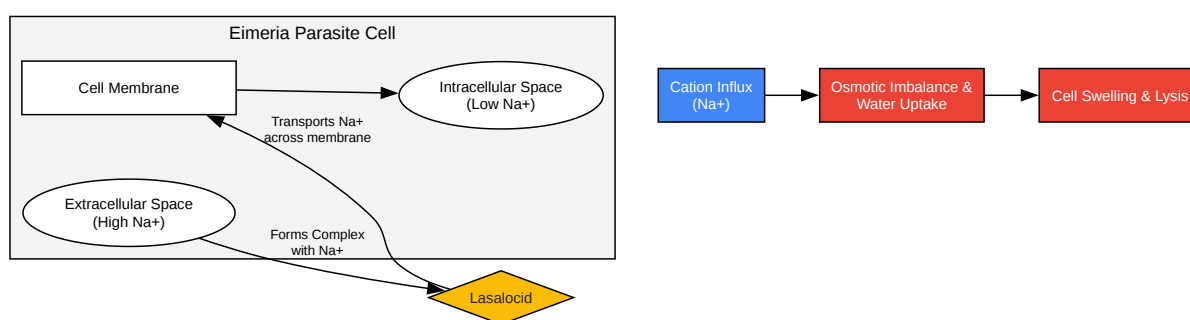 Eimeria Parasite Cell
Cell Membrane
Intracellular Space
(Low Na+)
Transports Na+
across membrane
Extracellular Space
(High Na+)
Forms Complex
with Na+
Lasalocid
Cation Influx
(Na+)
Osmotic Imbalance &
Water Uptake
Cell Swelling & Lysis